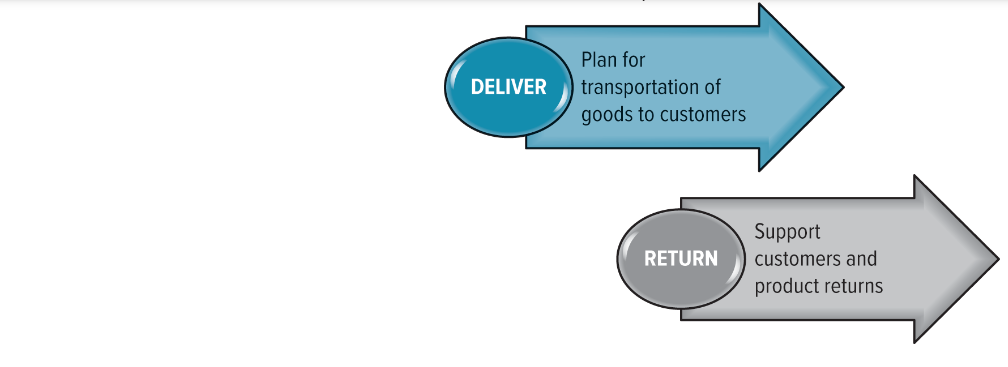 DELIVER
Plan for
transportation of
goods to customers
RETURN
Support
customers and
product returns